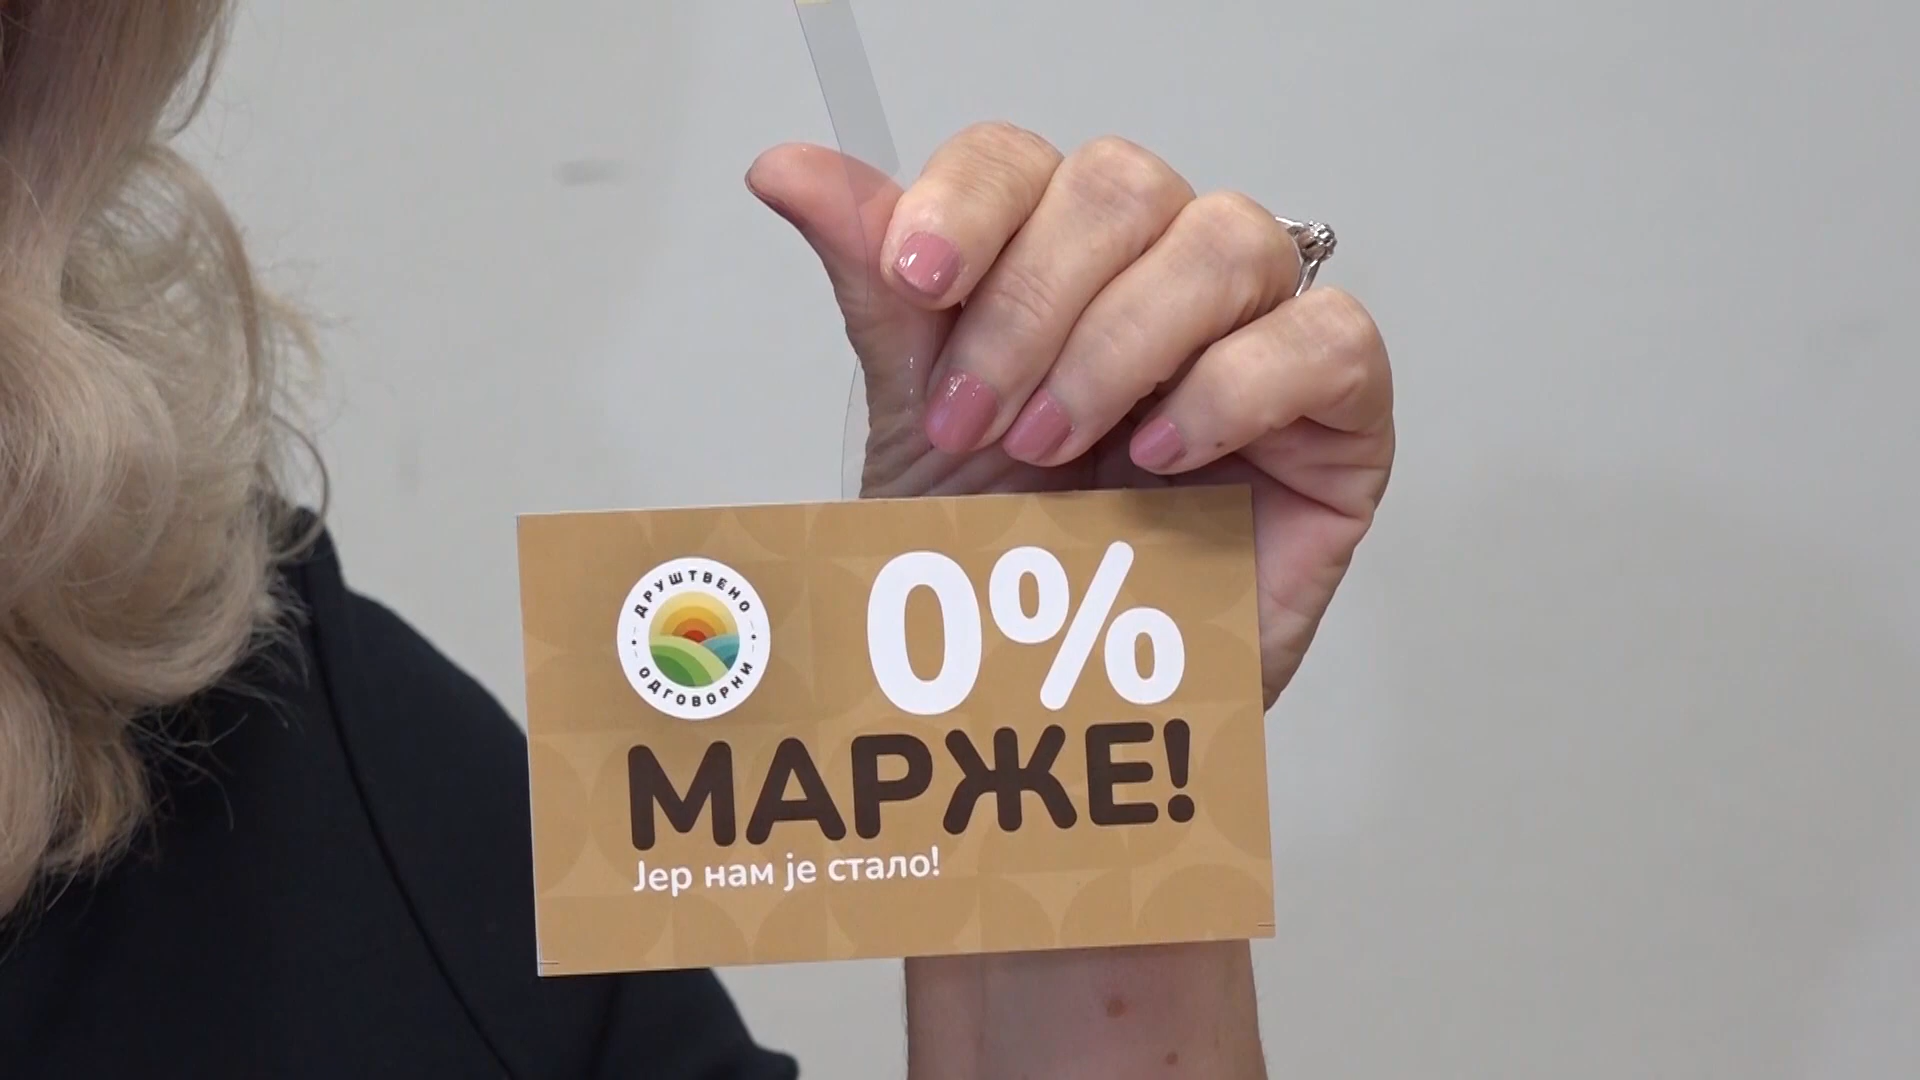 ДРУШТВЕНО
ОДГОВОРНИ
0%
МАРЖЕ!
Јер нам је стало!